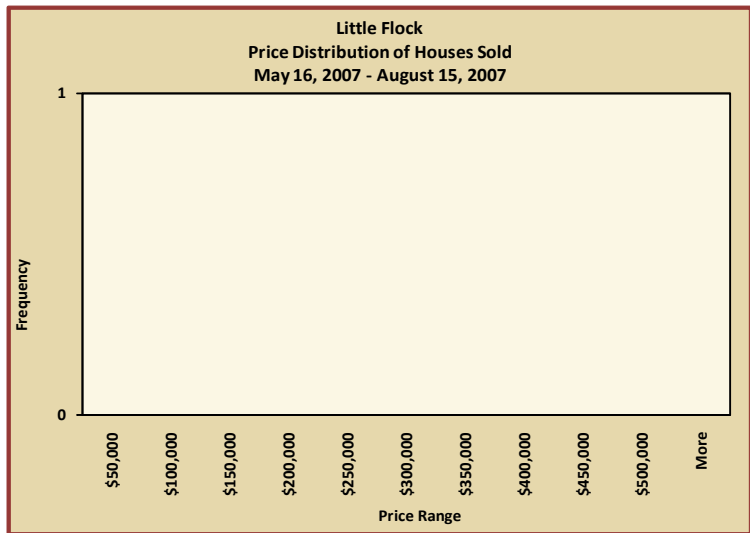 Little Flock
Price Distribution of Houses Sold
May 16, 2007 - August 15, 2007
1
Frequency
0
$50,000
$100,000
$150,000
$200,000
$250,000
$300,000
$350,000
$400,000
$450,000
$500,000
More
Price Range